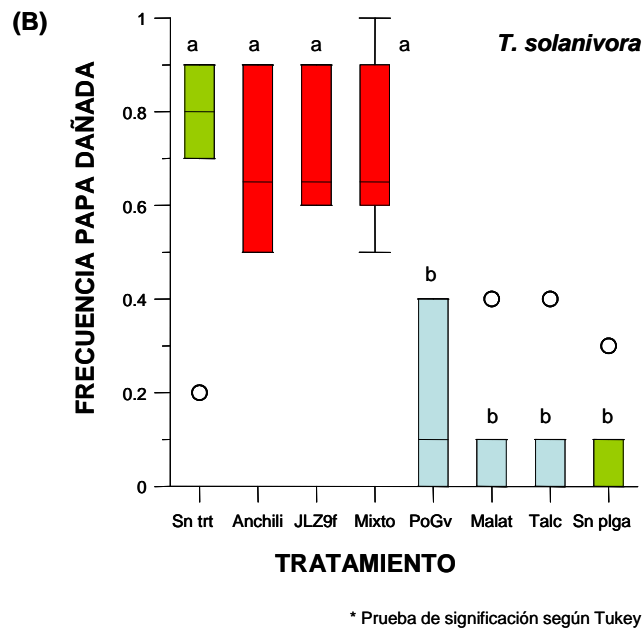 (B)
T. solanivora
FRECUENCIA PAPA DAÑADA
1
0.8
0.6
0.4
0.2
0
a a a a
b
b b b
Sn trt Anchili JLZ9f Mixto PoGv Malat Talc Sn plga
TRATAMIENTO
* Prueba de significación según Tukey